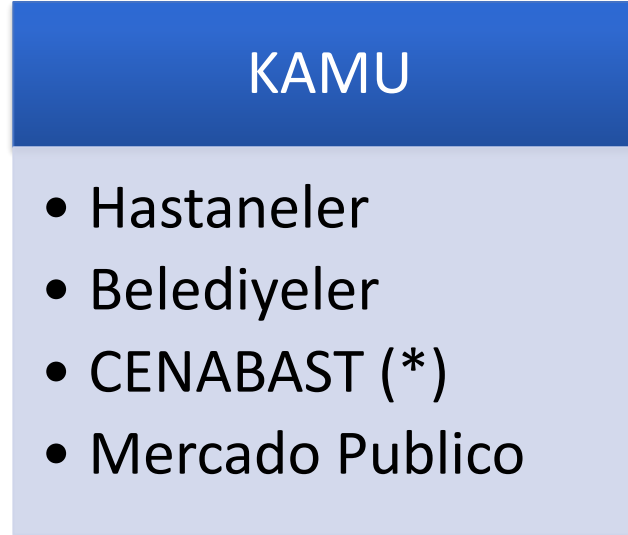 KAMU
• Hastaneler
• Belediyeler
• CENABAST (*)
• Mercado Publico